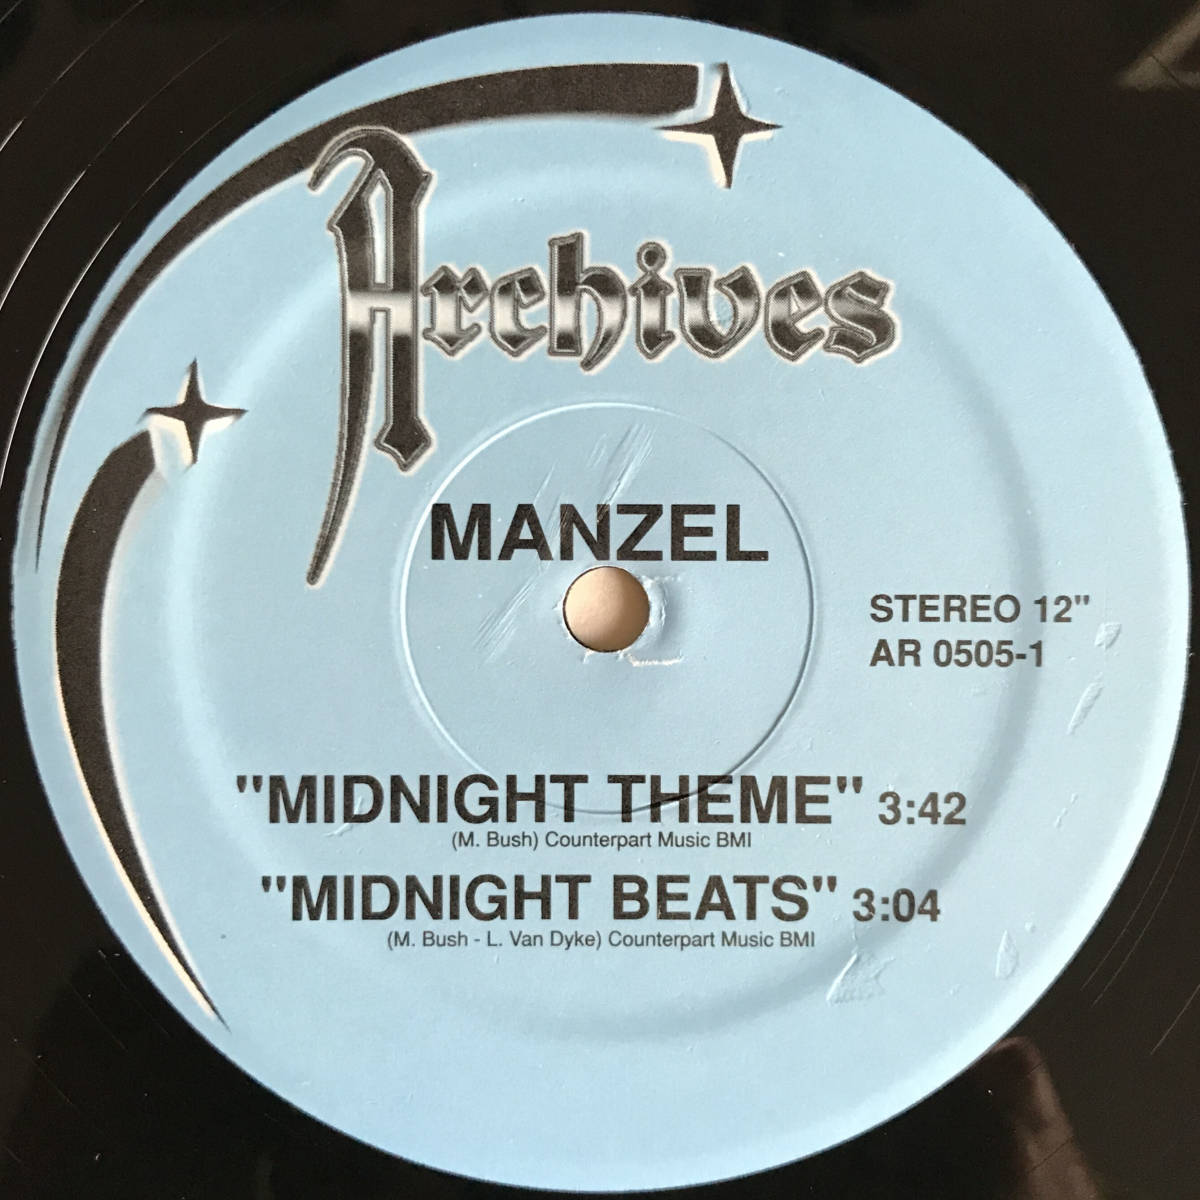 Archives
MANZEL
STEREO 12"
AR 0505-1
"MIDNIGHT THEME" 3:42
(M. Bush) Counterpart Music BMI
"MIDNIGHT BEATS" 3:04
(M. Bush - L. Van Dyke) Counterpart Music BMI